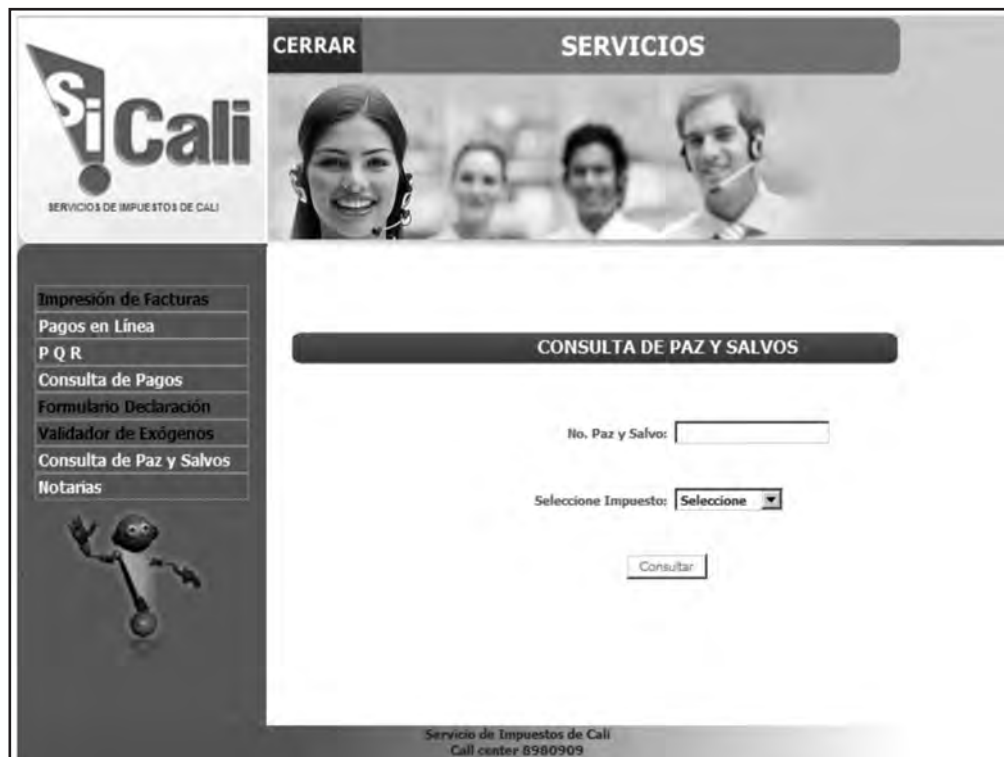 CERRAR
SERVICIOS
Si Cali
SERVICIOS DE IMPUESTOS DE CALI
Impresión de Facturas
Pagos en Línea
P Q R
Consulta de Pagos
Formulario Declaración
Validador de Exógenos
Consulta de Paz y Salvos
Notarias
CONSULTA DE PAZ Y SALVOS
No. Paz y Salvo:
Seleccione Impuesto: Seleccione
Consultar
Servicio de Impuestos de Cali
Call center 8980909